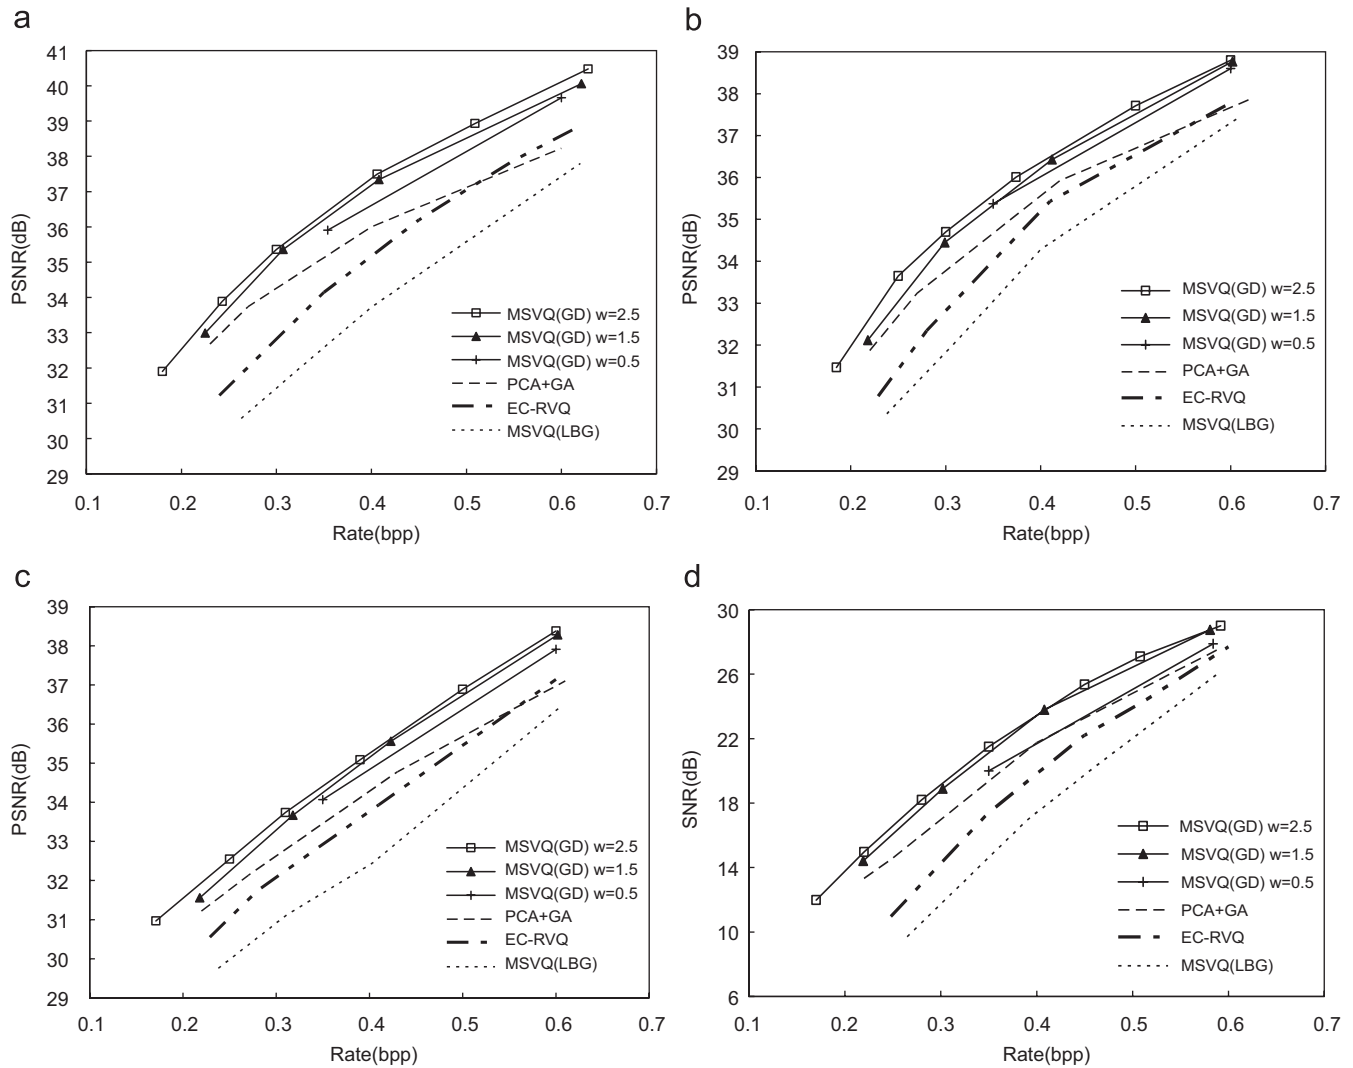 a
41
40
39
38
37
36
35
34
33
32
31
30
29
PSNR(dB)
MSVQ(GD) w=2.5
MSVQ(GD) w=1.5
MSVQ(GD) w=0.5
PCA+GA
EC-RVQ
MSVQ(LBG)
0.1 0.2 0.3 0.4 0.5 0.6 0.7
Rate(bpp)
b
39
38
37
36
35
34
33
32
31
30
29
PSNR(dB)
MSVQ(GD) w=2.5
MSVQ(GD) w=1.5
MSVQ(GD) w=0.5
PCA+GA
EC-RVQ
MSVQ(LBG)
0.1 0.2 0.3 0.4 0.5 0.6 0.7
Rate(bpp)
c
39
38
37
36
35
34
33
32
31
30
29
PSNR(dB)
MSVQ(GD) w=2.5
MSVQ(GD) w=1.5
MSVQ(GD) w=0.5
PCA+GA
EC-RVQ
MSVQ(LBG)
0.1 0.2 0.3 0.4 0.5 0.6 0.7
Rate(bpp)
d
30
26
22
18
14
10
6
SNR(dB)
MSVQ(GD) w=2.5
MSVQ(GD) w=1.5
MSVQ(GD) w=0.5
PCA+GA
EC-RVQ
MSVQ(LBG)
0.1 0.2 0.3 0.4 0.5 0.6 0.7
Rate(bpp)